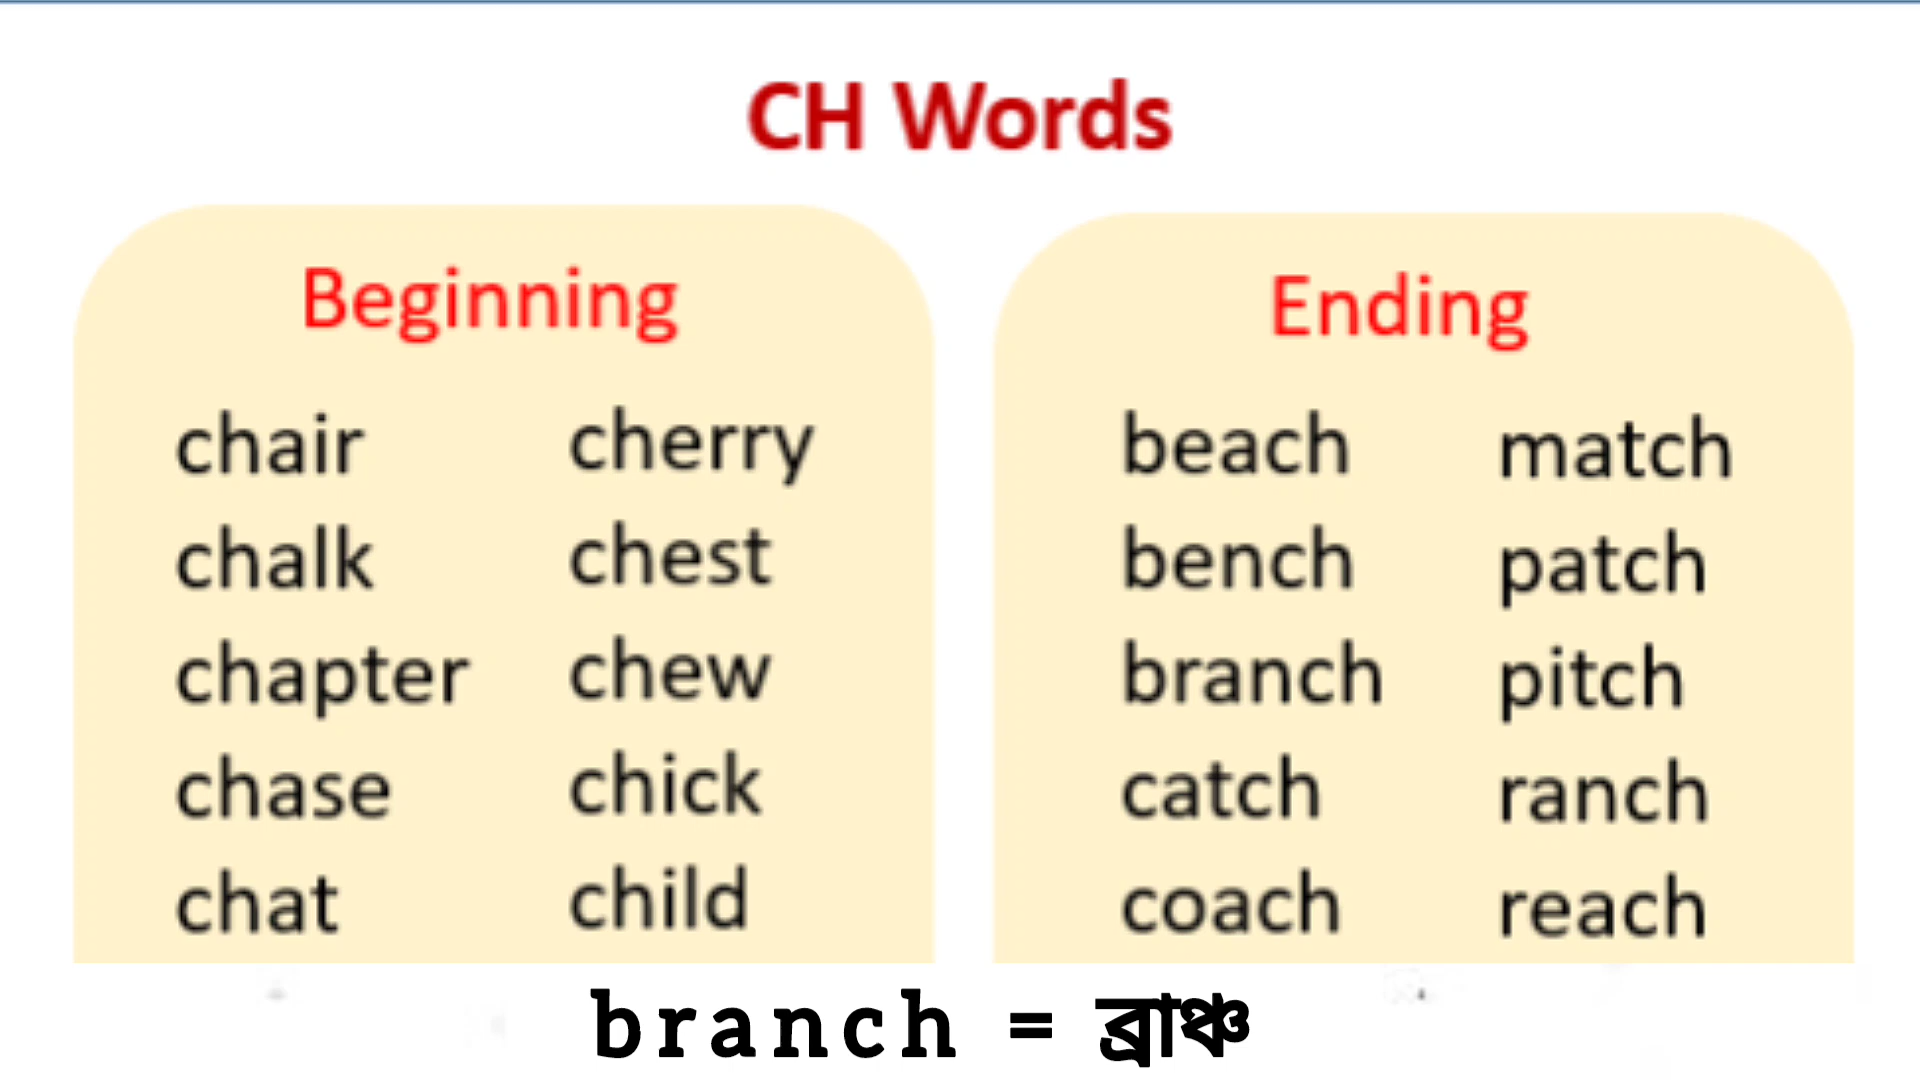 CH Words
Beginning
chair cherry
chalk chest
chapter chew
chase chick
chat child
Ending
beach match
bench patch
branch pitch
catch ranch
coach reach
branch = ব্রাঞ্চ